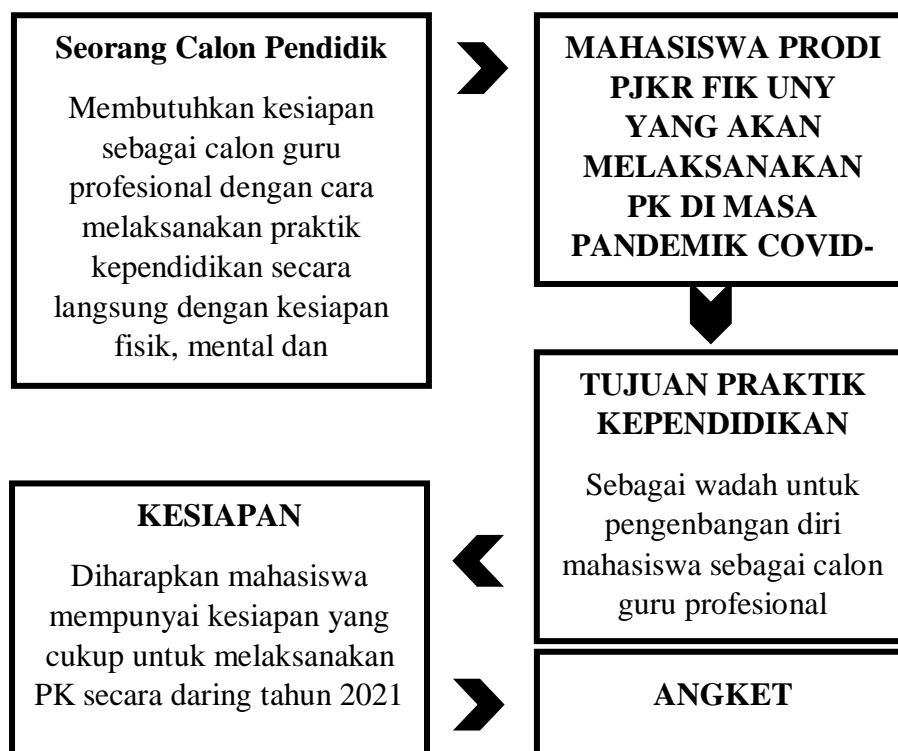 Seorang Calon Pendidik
Membutuhkan kesiapan
sebagai calon guru
profesional dengan cara
melaksanakan praktik
kependidikan secara
langsung dengan kesiapan
fisik, mental dan
MAHASISWA PRODI
PJKR FIK UNY
YANG AKAN
MELAKSANAKAN
PK DI MASA
PANDEMIK COVID-
TUJUAN PRAKTIK
KEPENDIDIKAN
Sebagai wadah untuk
pengenbangan diri
mahasiswa sebagai calon
guru profesional
KESIAPAN
Diharapkan mahasiswa
mempunyai kesiapan yang
cukup untuk melaksanakan
PK secara daring tahun 2021
ANGKET